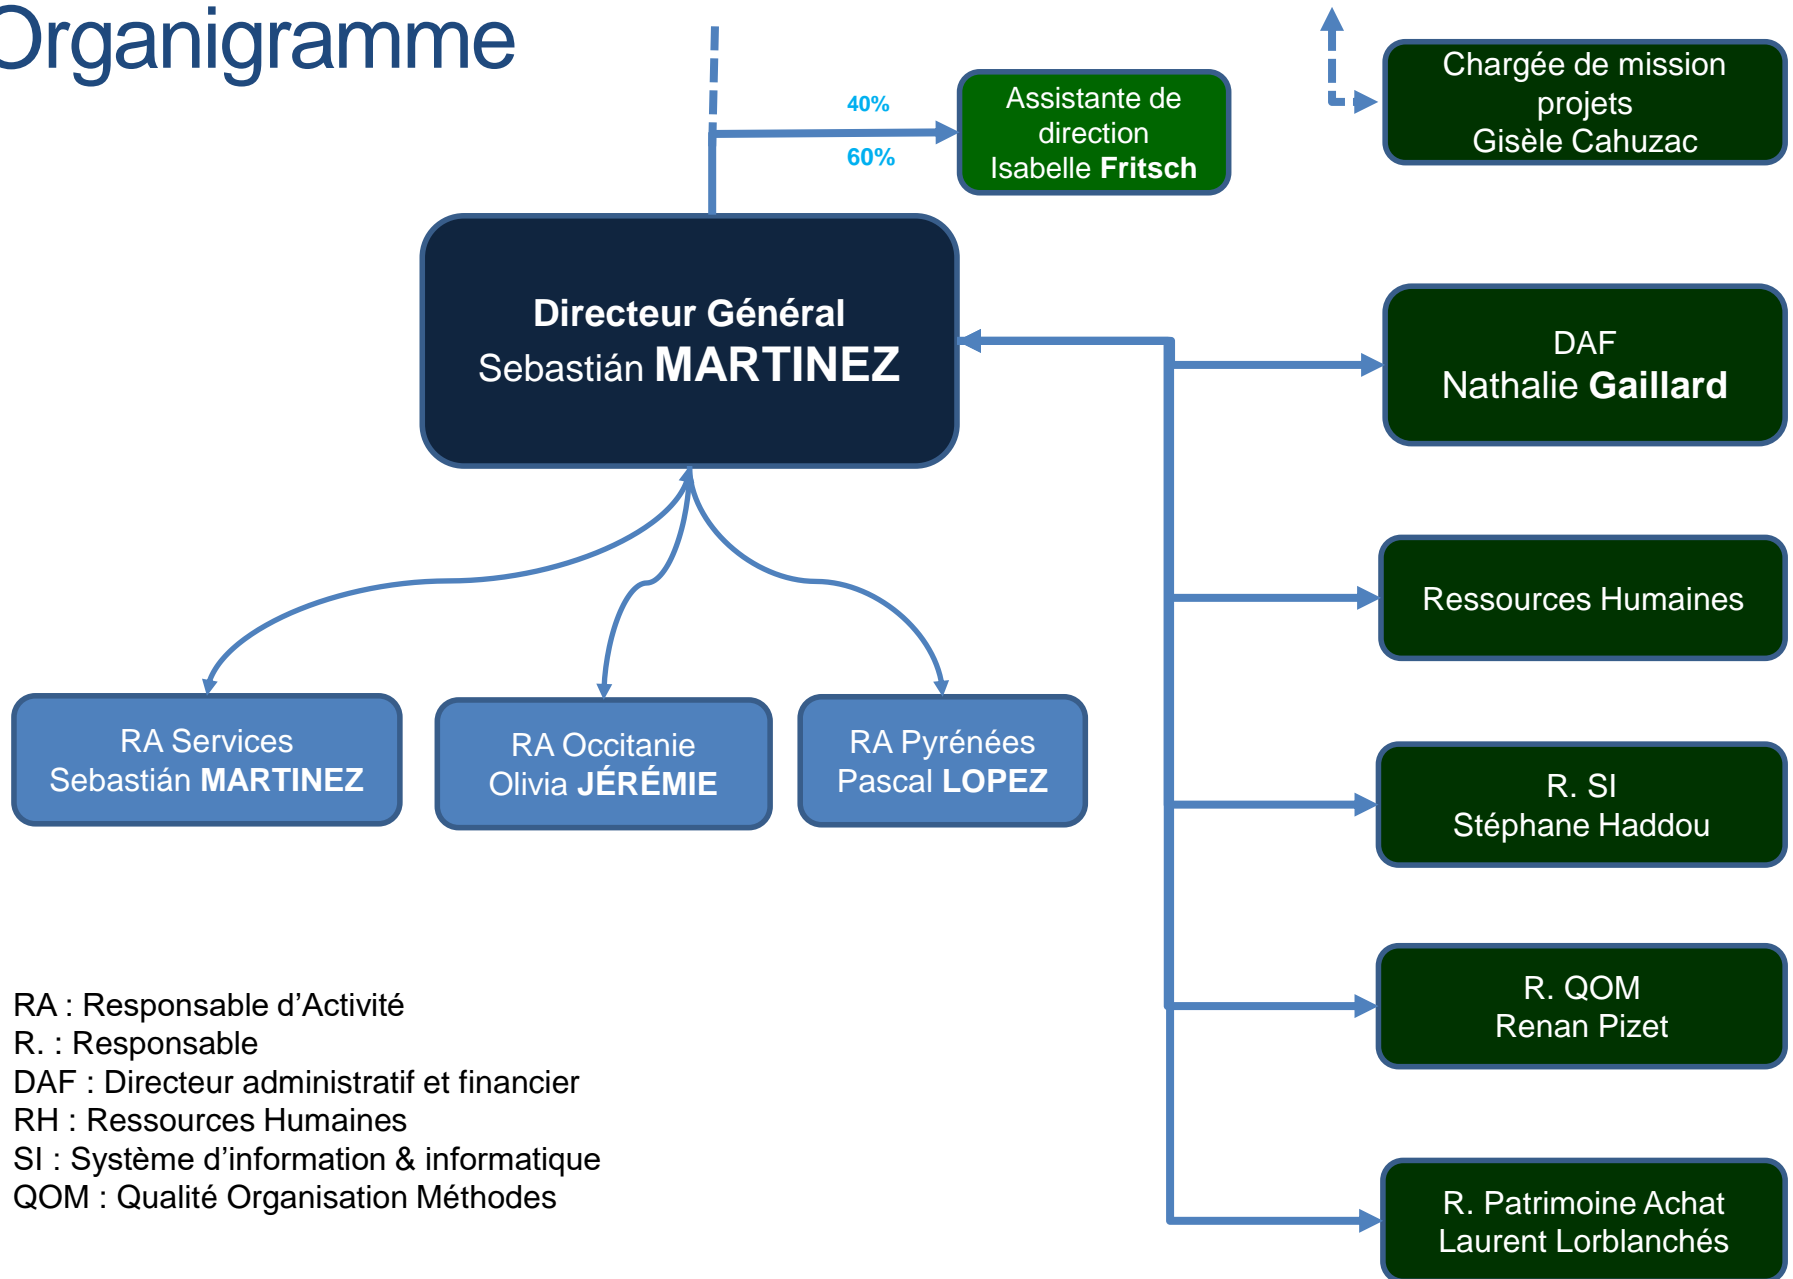 Organigramme
40%
60%
Assistante de
direction
Isabelle Fritsch
Chargée de mission
projets
Gisèle Cahuzac
Directeur Général
Sebastián MARTINEZ
DAF
Nathalie Gaillard
Ressources Humaines
RA Services
Sebastián MARTINEZ
RA Occitanie
Olivia JÉRÉMIE
RA Pyrénées
Pascal LOPEZ
R. SI
Stéphane Haddou
R. QOM
Renan Pizet
R. Patrimoine Achat
Laurent Lorblanchés
RA : Responsable d’Activité
R. : Responsable
DAF : Directeur administratif et financier
RH : Ressources Humaines
SI : Système d’information & informatique
QOM : Qualité Organisation Méthodes